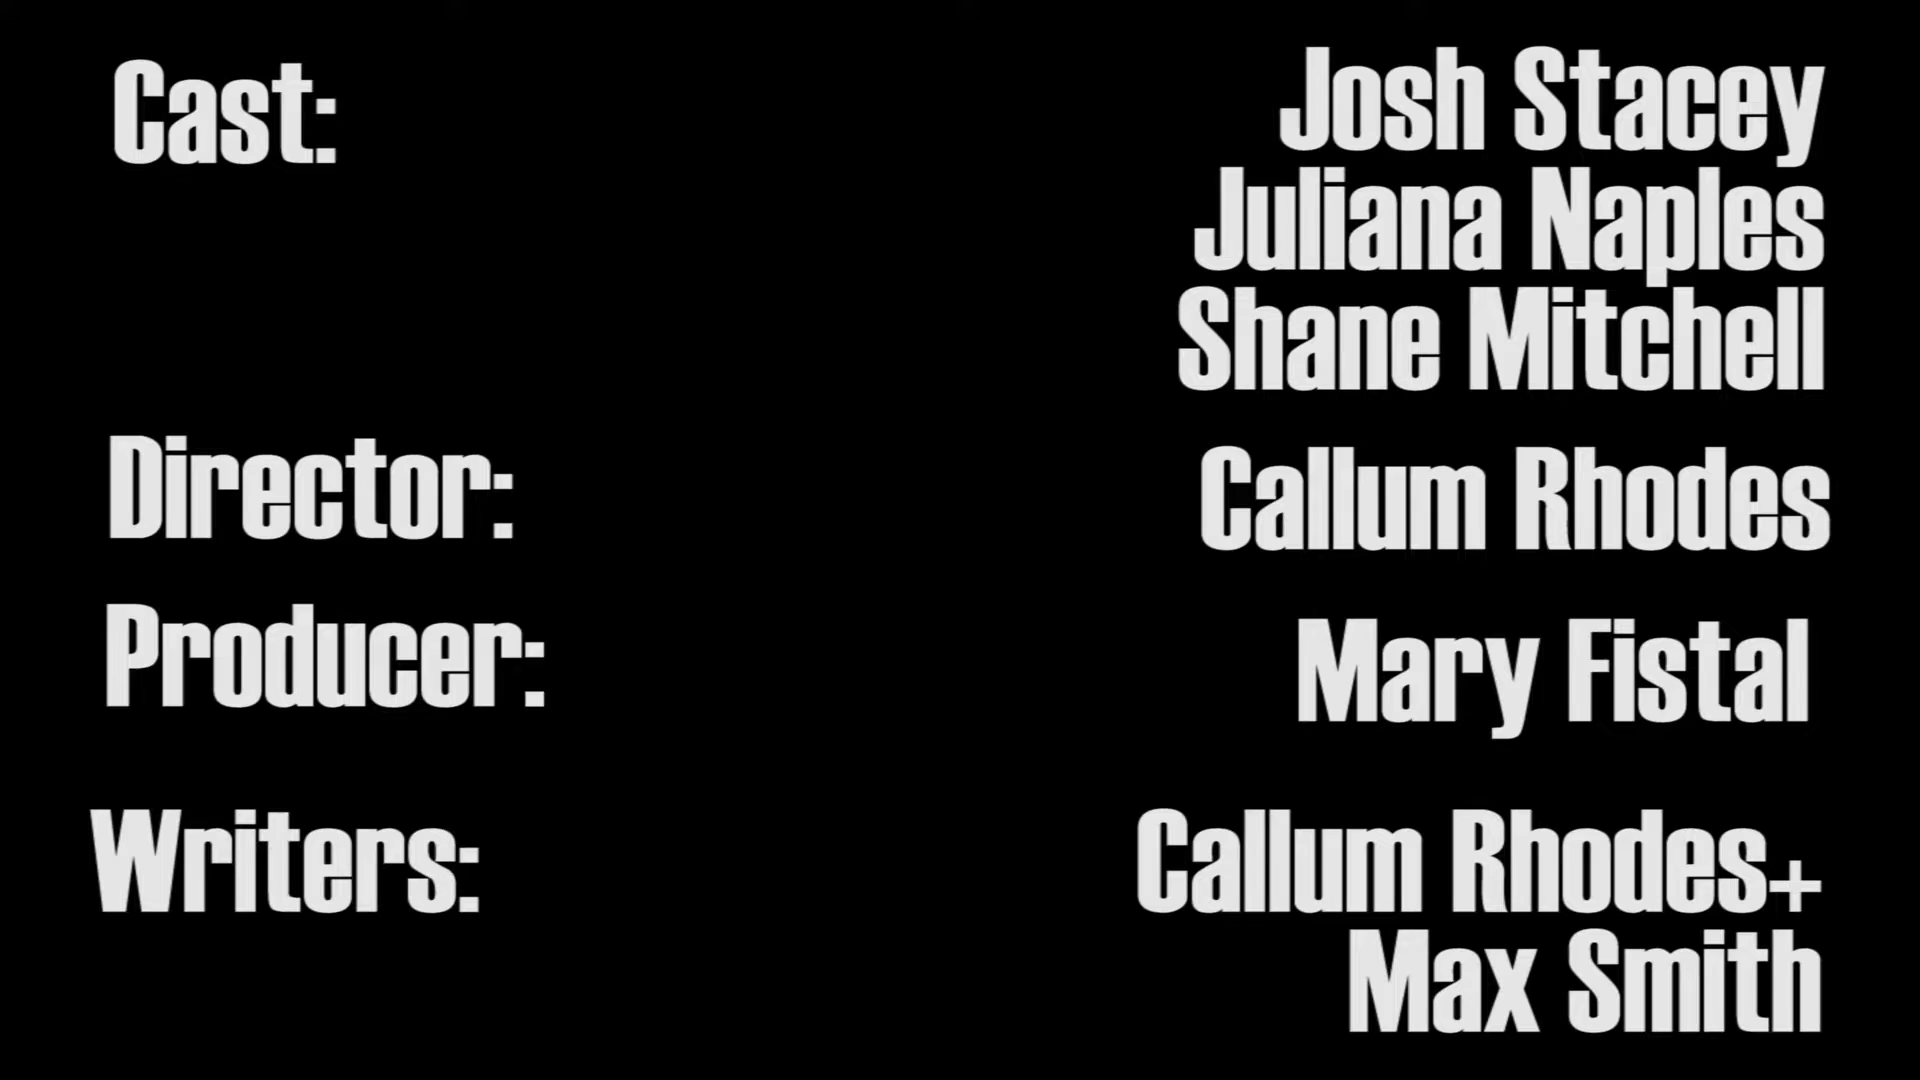 Cast: Josh Stacey
Juliana Naples
Shane Mitchell
Director: Callum Rhodes
Producer: Mary Fistal
Writers: Callum Rhodes+
Max Smith